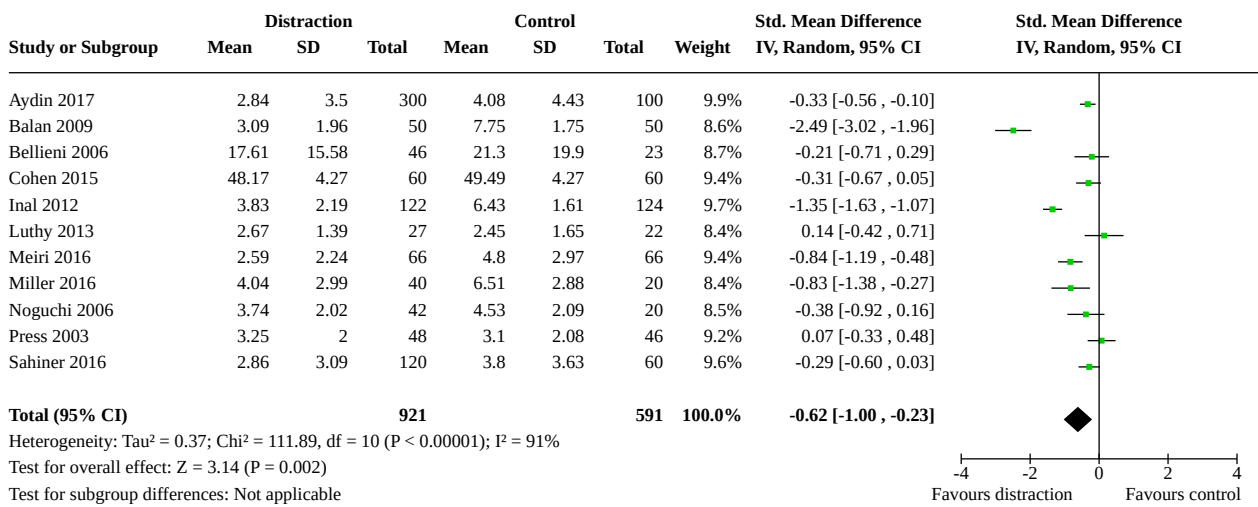 Distraction Control Std. Mean Difference Std. Mean Difference
Study or Subgroup Mean SD Total Mean SD Total Weight IV, Random, 95% CI IV, Random, 95% CI
Aydin 2017 2.84 3.5 300 4.08 4.43 100 9.9% -0.33 [-0.56 , -0.10]
Balan 2009 3.09 1.96 50 7.75 1.75 50 8.6% -2.49 [-3.02 , -1.96]
Bellieni 2006 17.61 15.58 46 21.3 19.9 23 8.7% -0.21 [-0.71 , 0.29]
Cohen 2015 48.17 4.27 60 49.49 4.27 60 9.4% -0.31 [-0.67 , 0.05]
Inal 2012 3.83 2.19 122 6.43 1.61 124 9.7% -1.35 [-1.63 , -1.07]
Luthy 2013 2.67 1.39 27 2.45 1.65 22 8.4% 0.14 [-0.42 , 0.71]
Meiri 2016 2.59 2.24 66 4.8 2.97 66 9.4% -0.84 [-1.19 , -0.48]
Miller 2016 4.04 2.99 40 6.51 2.88 20 8.4% -0.83 [-1.38 , -0.27]
Noguchi 2006 3.74 2.02 42 4.53 2.09 20 8.5% -0.38 [-0.92 , 0.16]
Press 2003 3.25 2 48 3.1 2.08 46 9.2% 0.07 [-0.33 , 0.48]
Sahiner 2016 2.86 3.09 120 3.8 3.63 60 9.6% -0.29 [-0.60 , 0.03]
Total (95% CI) 921 591 100.0% -0.62 [-1.00 , -0.23]
Heterogeneity: Tau² = 0.37; Chi² = 111.89, df = 10 (P < 0.00001); I² = 91%
Test for overall effect: Z = 3.14 (P = 0.002)
-4 -2 0 2 4
Test for subgroup differences: Not applicable
Favours distraction Favours control